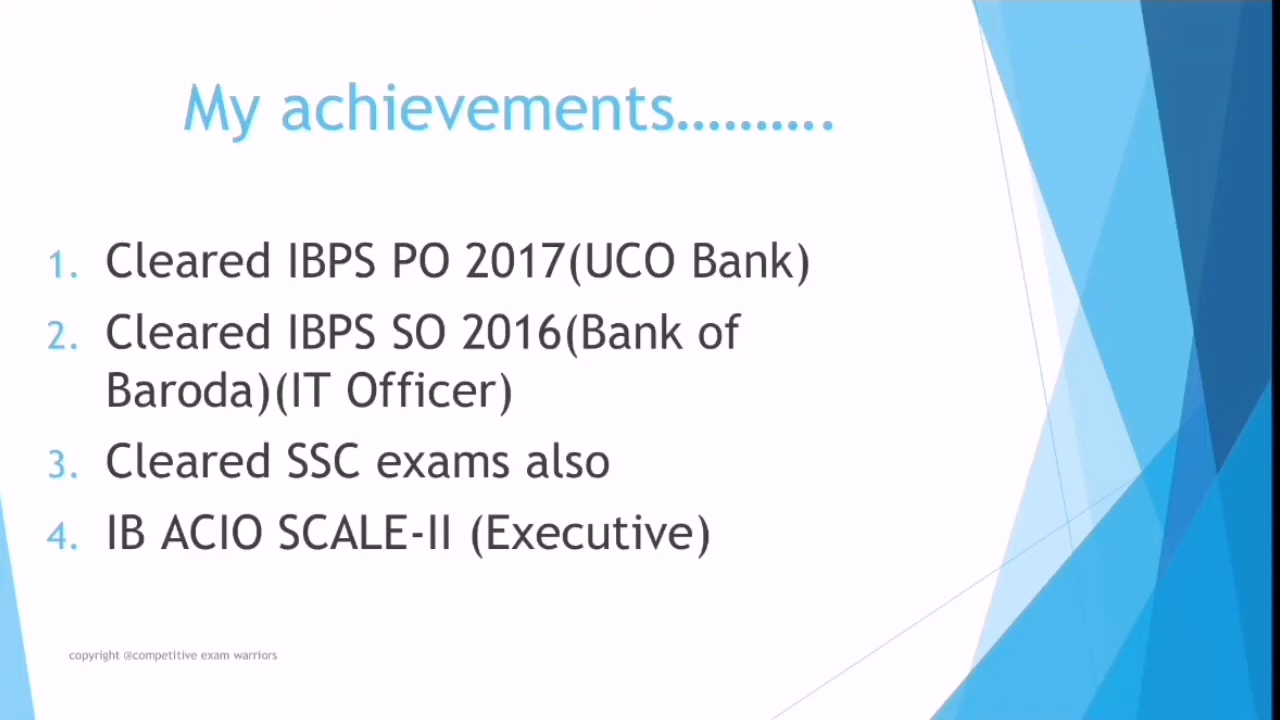 My achievements..........
1. Cleared IBPS PO 2017(UCO Bank)
2. Cleared IBPS SO 2016(Bank of
Baroda)(IT Officer)
3. Cleared SSC exams also
4. IB ACIO SCALE-II (Executive)
copyright @competitive exam warriors